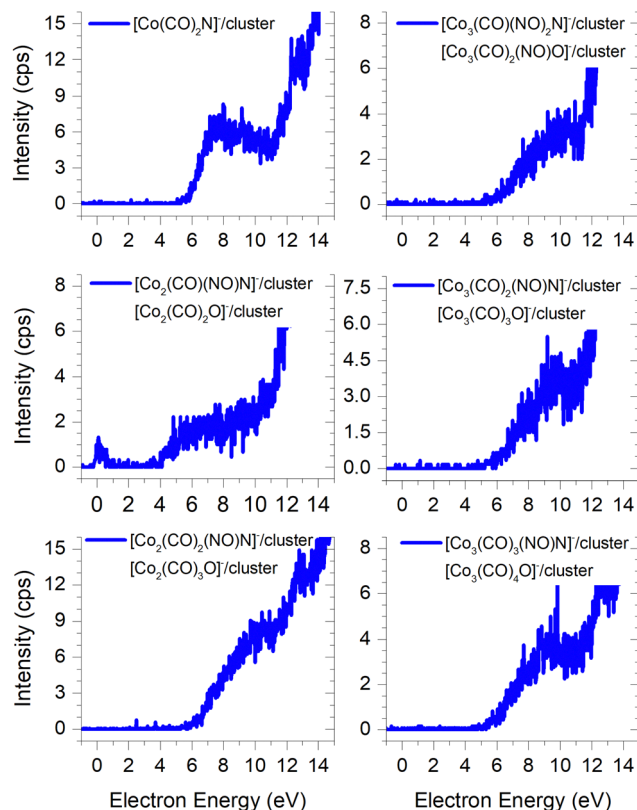 Intensity (cps)
15
12
9
6
3
0
[Co(CO)₂N]⁻/cluster
0 2 4 6 8 10 12 14
8
6
4
2
0
[Co₃(CO)(NO)₂N]⁻/cluster
[Co₃(CO)₂(NO)O]⁻/cluster
0 2 4 6 8 10 12 14
Intensity (cps)
8
6
4
2
0
[Co₂(CO)(NO)N]⁻/cluster
[Co₂(CO)₂O]⁻/cluster
0 2 4 6 8 10 12 14
7.5
6.0
4.5
3.0
1.5
0.0
[Co₃(CO)₂(NO)N]⁻/cluster
[Co₃(CO)₃O]⁻/cluster
0 2 4 6 8 10 12 14
Intensity (cps)
15
12
9
6
3
0
[Co₂(CO)₂(NO)N]⁻/cluster
[Co₂(CO)₃O]⁻/cluster
0 2 4 6 8 10 12 14
Electron Energy (eV)
8
6
4
2
0
[Co₃(CO)₃(NO)N]⁻/cluster
[Co₃(CO)₄O]⁻/cluster
0 2 4 6 8 10 12 14
Electron Energy (eV)